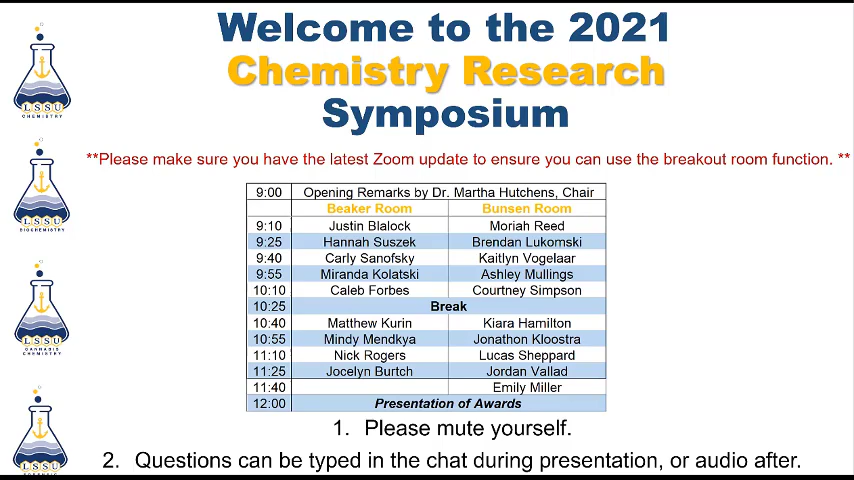 Welcome to the 2021
Chemistry Research
Symposium
**Please make sure you have the latest Zoom update to ensure you can use the breakout room function. **
9:00 Opening Remarks by Dr. Martha Hutchens, Chair
Beaker Room Bunsen Room
9:10 Justin Blalock Moriah Reed
9:25 Hannah Suszek Brendan Lukomski
9:40 Carly Sanofsky Kaitlyn Vogelaar
9:55 Miranda Kolatski Ashley Mullings
10:10 Caleb Forbes Courtney Simpson
10:25 Break
10:40 Matthew Kurin Kiara Hamilton
10:55 Mindy Mendkya Jonathon Kloostra
11:10 Nick Rogers Lucas Sheppard
11:25 Jocelyn Burtch Jordan Vallad
11:40 Emily Miller
12:00 Presentation of Awards
1. Please mute yourself.
2. Questions can be typed in the chat during presentation, or audio after.
LSSU
CHEMISTRY
LSSU
BIOCHEMISTRY
LSSU
CANNABIS
CHEMISTRY
LSSU